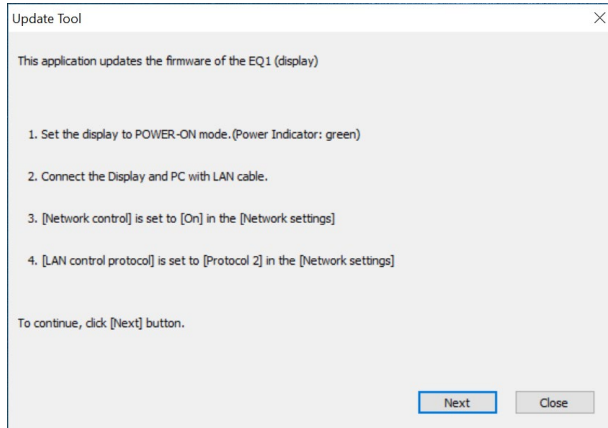 Update Tool
This application updates the firmware of the EQ1 (display)
1. Set the display to POWER-ON mode.(Power Indicator: green)
2. Connect the Display and PC with LAN cable.
3. [Network control] is set to [On] in the [Network settings]
4. [LAN control protocol] is set to [Protocol 2] in the [Network settings]
To continue, click [Next] button.
Next
Close